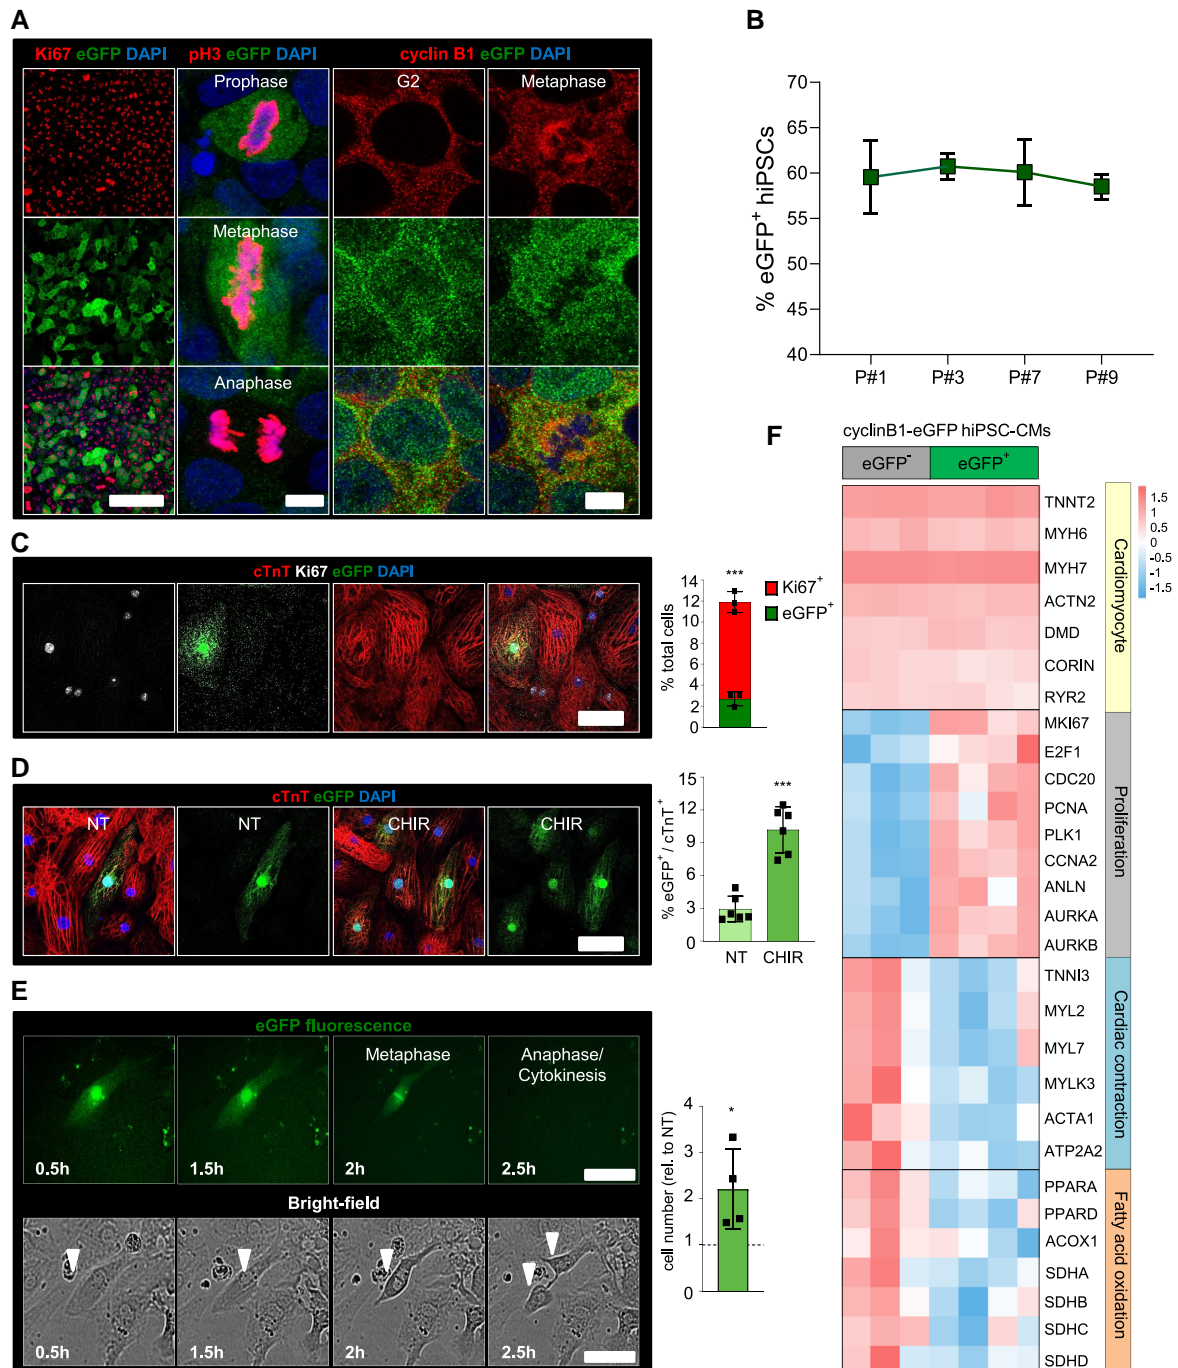 A
Ki67 eGFP DAPI
pH3 eGFP DAPI
cyclin B1 eGFP DAPI
Prophase
G2
Metaphase
Metaphase
Anaphase
B
% eGFP+ hiPSCs
70
65
60
55
50
45
40
P#1
P#3
P#7
P#9
C
cTnT Ki67 eGFP DAPI
% total cells
14
12
10
8
6
4
2
0
***
Ki67+
eGFP+
D
cTnT eGFP DAPI
NT
NT
CHIR
CHIR
% eGFP+ / cTnT+
15
12
9
6
3
0
***
NT
CHIR
E
eGFP fluorescence
Metaphase
Anaphase/
Cytokinesis
0.5h
1.5h
2h
2.5h
Bright-field
0.5h
1.5h
2h
2.5h
cell number (rel. to NT)
4
3
2
1
0
*
F
cyclinB1-eGFP hiPSC-CMs
eGFP-
eGFP+
TNNT2
MYH6
MYH7
ACTN2
DMD
CORIN
RYR2
MKI67
E2F1
CDC20
PCNA
PLK1
CCNA2
ANLN
AURKA
AURKB
TNNI3
MYL2
MYL7
MYLK3
ACTA1
ATP2A2
PPARA
PPARD
ACOX1
SDHA
SDHB
SDHC
SDHD
Cardiomyocyte
Proliferation
Cardiac contraction
Fatty acid oxidation
1.5
1
0.5
0
-0.5
-1
-1.5